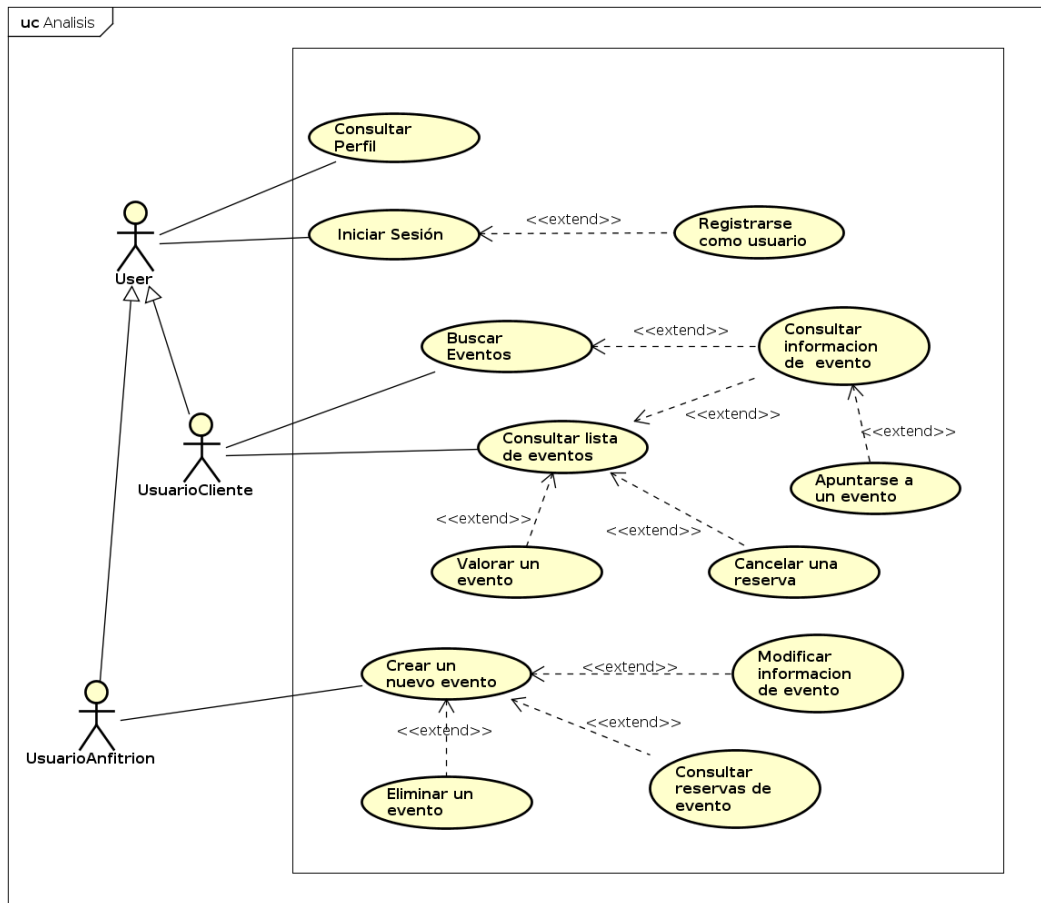 uc Analisis
Consultar
Perfil
Iniciar Sesión
<<extend>>
Registrarse
como usuario
User
Buscar
Eventos
<<extend>>
Consultar
informacion
de evento
<<extend>>
Consultar lista
de eventos
<<extend>>
Apuntarse a
un evento
UsuarioCliente
<<extend>>
<<extend>>
Valorar un
evento
Cancelar una
reserva
Crear un
nuevo evento
<<extend>>
Modificar
informacion
de evento
<<extend>>
<<extend>>
UsuarioAnfitrion
Eliminar un
evento
Consultar
reservas de
evento